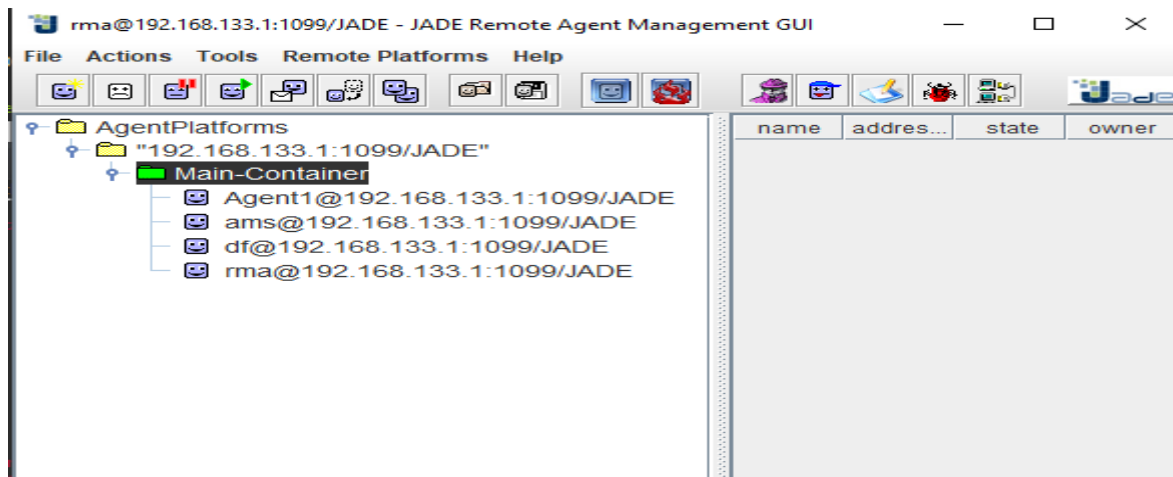 rma@192.168.133.1:1099/JADE - JADE Remote Agent Management GUI
File Actions Tools Remote Platforms Help
Jade
name addres... state owner
AgentPlatforms
"192.168.133.1:1099/JADE"
Main-Container
Agent1@192.168.133.1:1099/JADE
ams@192.168.133.1:1099/JADE
df@192.168.133.1:1099/JADE
rma@192.168.133.1:1099/JADE